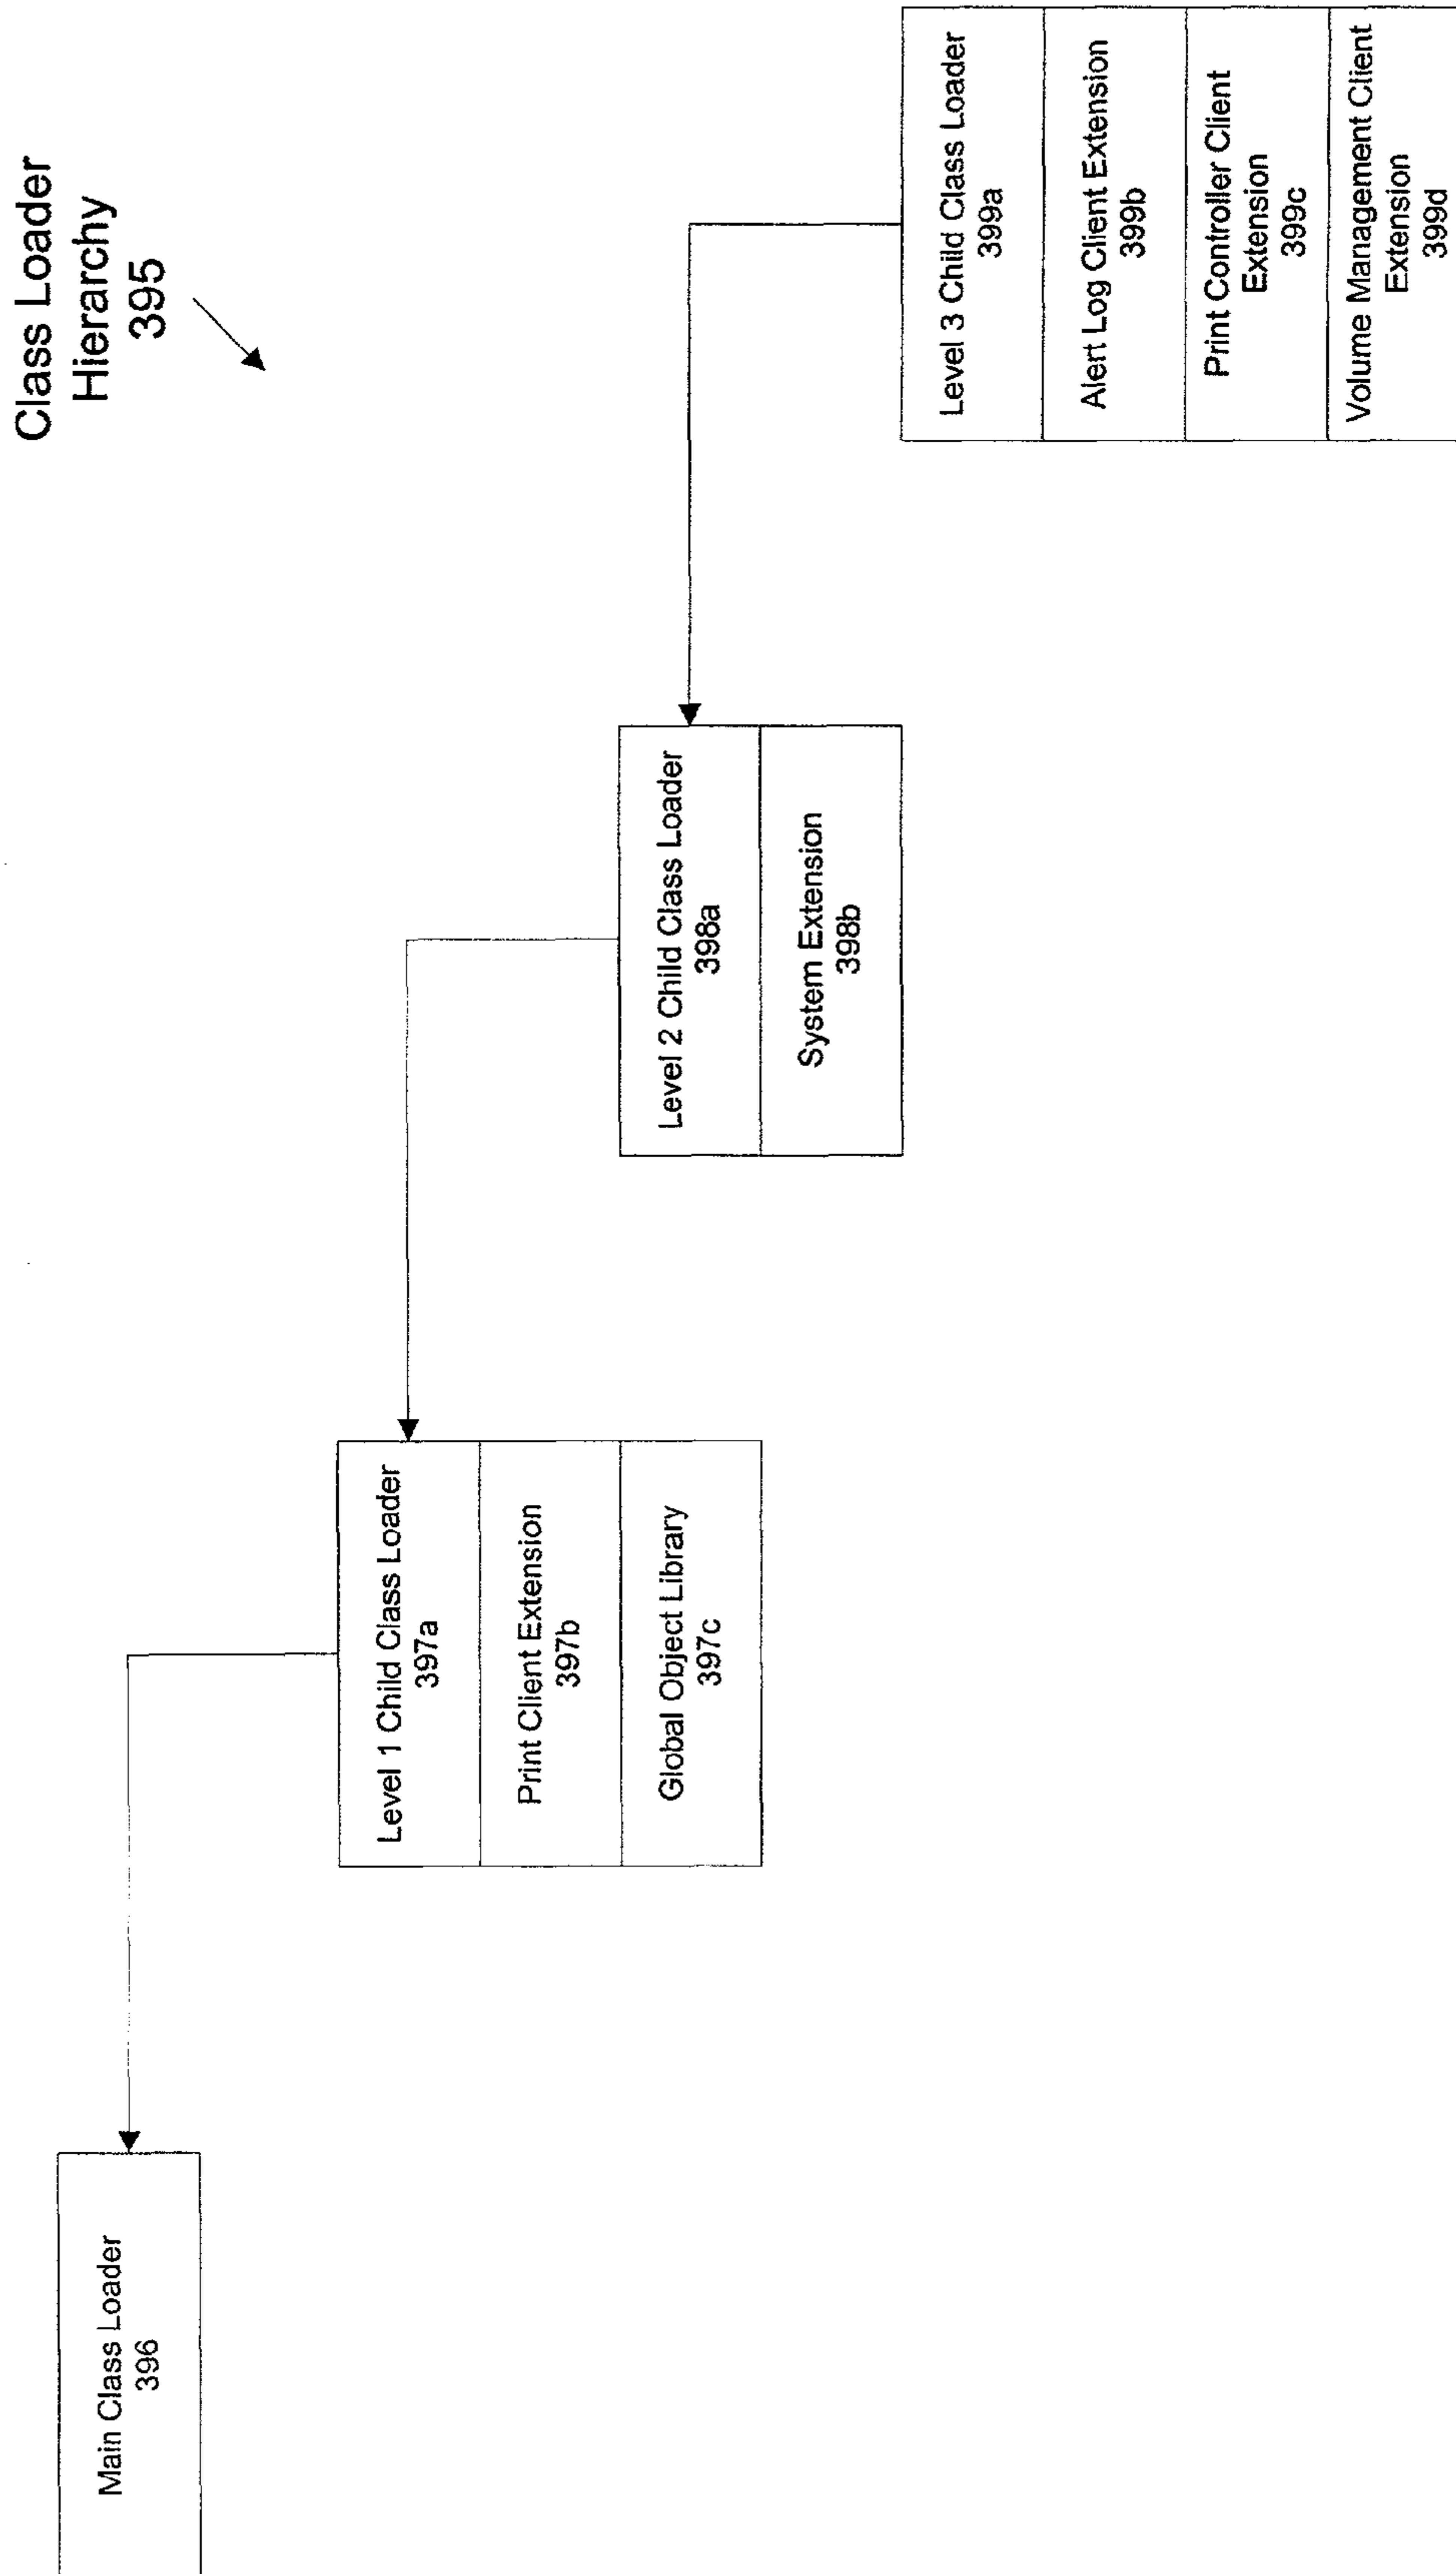 Class Loader
Hierarchy
395
Main Class Loader
396
Level 1 Child Class Loader
397a
Print Client Extension
397b
Global Object Library
397c
Level 2 Child Class Loader
398a
System Extension
398b
Level 3 Child Class Loader
399a
Alert Log Client Extension
399b
Print Controller Client
Extension
399c
Volume Management Client
Extension
399d